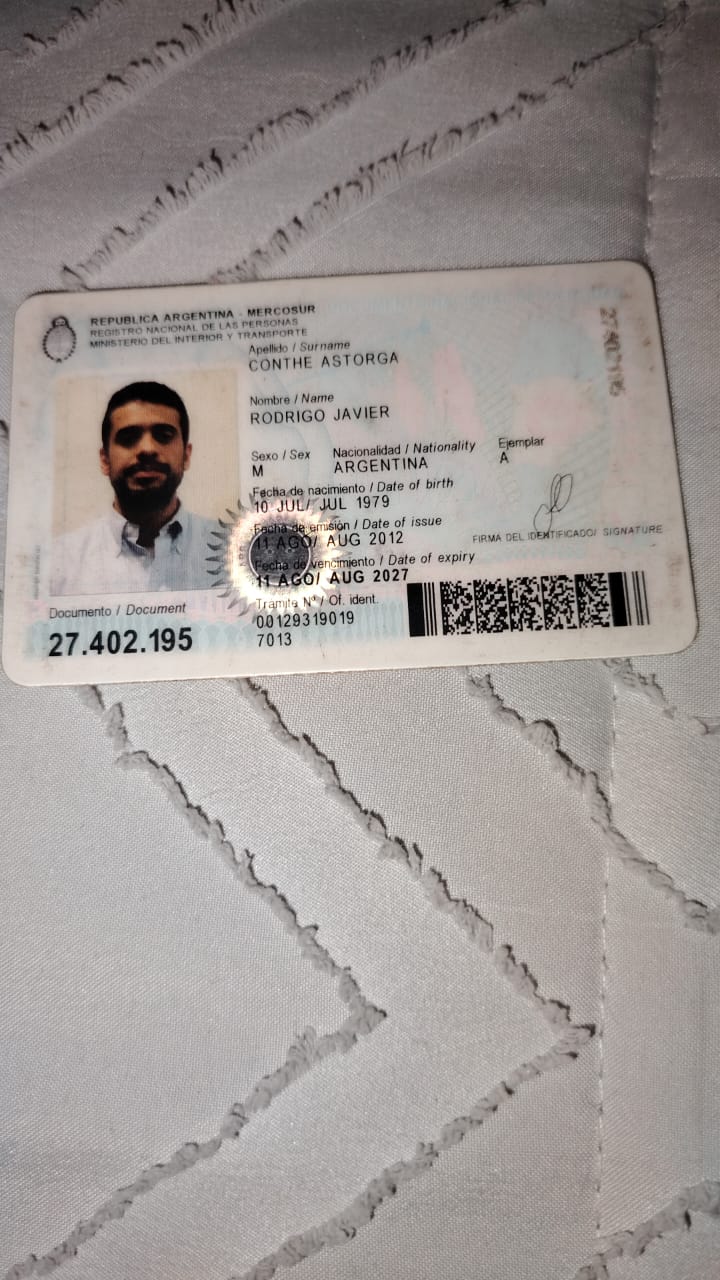 REPUBLICA ARGENTINA - MERCOSUR
REGISTRO NACIONAL DE LAS PERSONAS
MINISTERIO DEL INTERIOR Y TRANSPORTE
Apellido / Surname
CONTHE ASTORGA
Nombre / Name
RODRIGO JAVIER
Sexo / Sex Nacionalidad / Nationality Ejemplar
M ARGENTINA A
Fecha de nacimiento / Date of birth
10 JUL/ JUL 1979
Fecha de emisión / Date of issue
11 AGO/ AUG 2012
FIRMA DEL IDENTIFICADO/ SIGNATURE
Fecha de vencimiento / Date of expiry
11 AGO/ AUG 2027
Documento / Document
27.402.195
Tramite Nº / Of. ident.
00129319019
7013
27402195